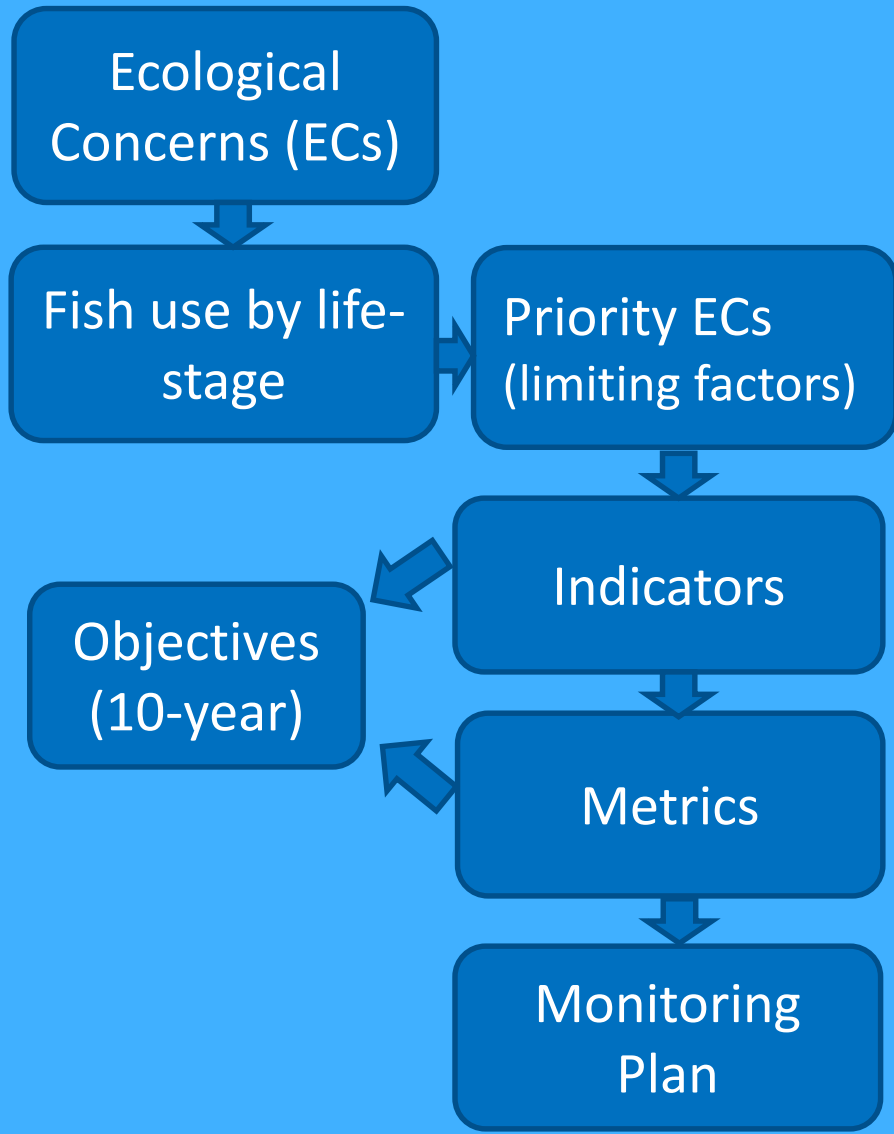 Ecological
Concerns (ECs)
Fish use by life-
stage
Priority ECs
(limiting factors)
Indicators
Objectives
(10-year)
Metrics
Monitoring
Plan